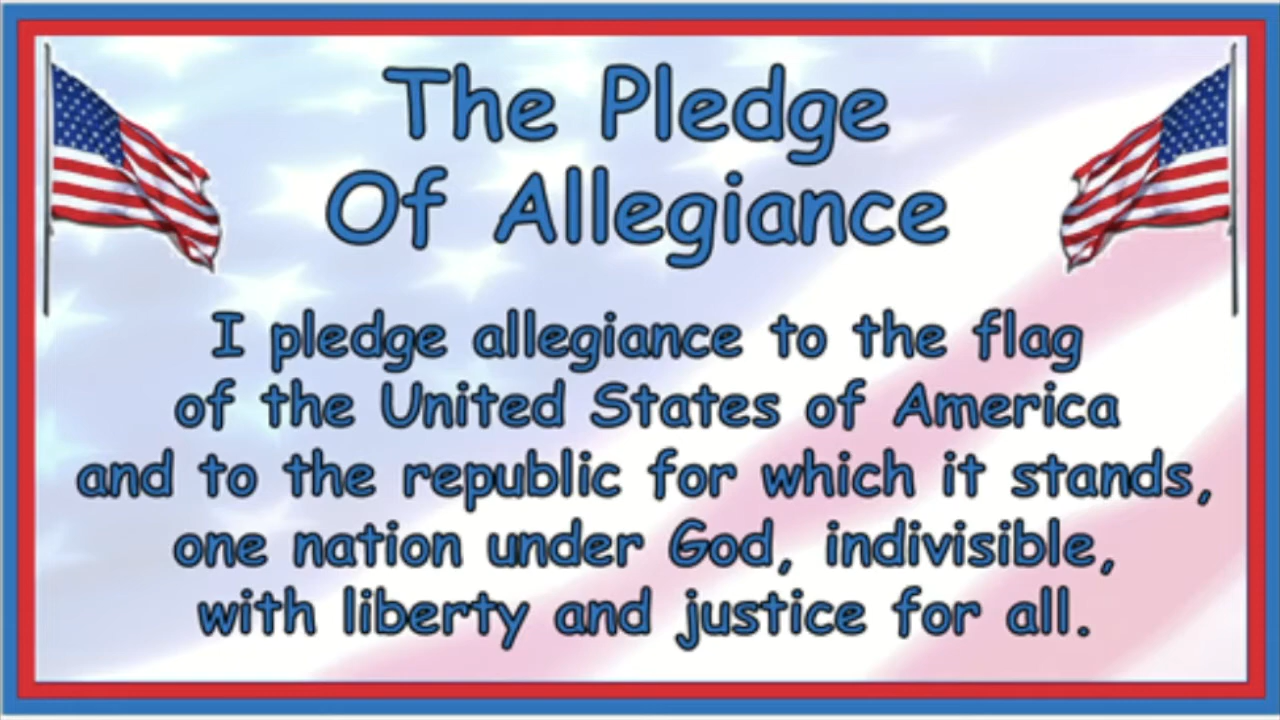 The Pledge
Of Allegiance
I pledge allegiance to the flag
of the United States of America
and to the republic for which it stands,
one nation under God, indivisible,
with liberty and justice for all.